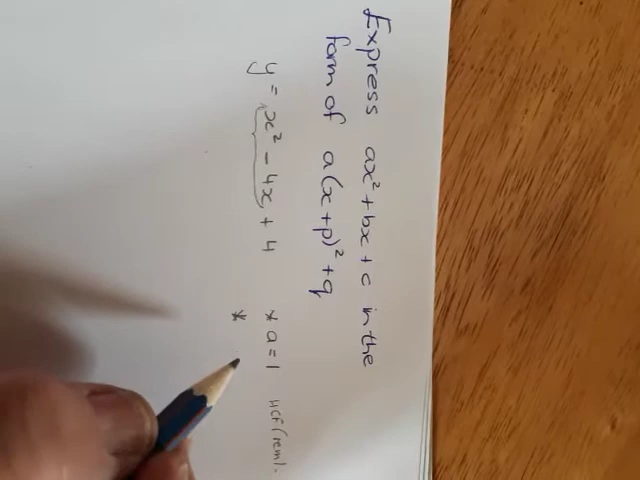 Express ax² + bx + c in the
form of a(x+p)² + q
y = x² - 4x + 4 * a = 1 HCF (rem).
*